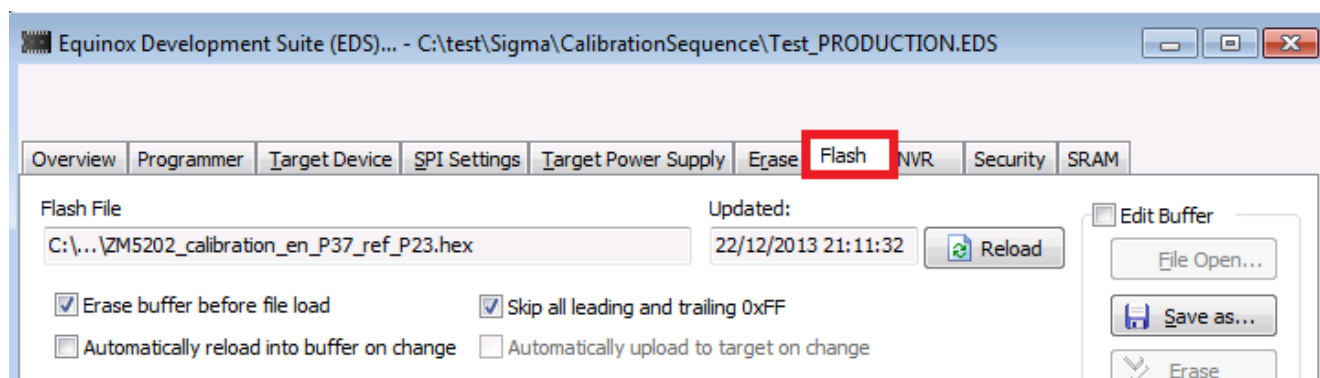 Equinox Development Suite (EDS)... - C:\test\Sigma\CalibrationSequence\Test_PRODUCTION.EDS
Overview Programmer Target Device SPI Settings Target Power Supply Erase Flash NVR Security SRAM
Flash File Updated: Edit Buffer
C:\...\ZM5202_calibration_en_P37_ref_P23.hex 22/12/2013 21:11:32 Reload File Open...
Erase buffer before file load Skip all leading and trailing 0xFF Save as...
Automatically reload into buffer on change Automatically upload to target on change Erase